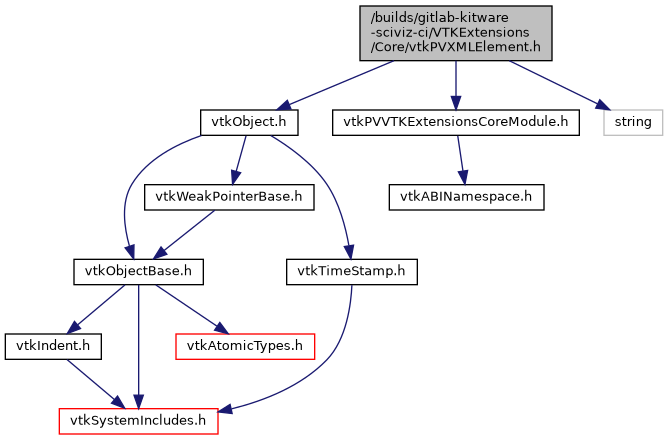 /builds/gitlab-kitware
-sciviz-ci/VTKExtensions
/Core/vtkPVXMLElement.h
vtkObject.h
vtkPVVTKExtensionsCoreModule.h
string
vtkWeakPointerBase.h
vtkABINamespace.h
vtkObjectBase.h
vtkTimeStamp.h
vtkIndent.h
vtkAtomicTypes.h
vtkSystemIncludes.h